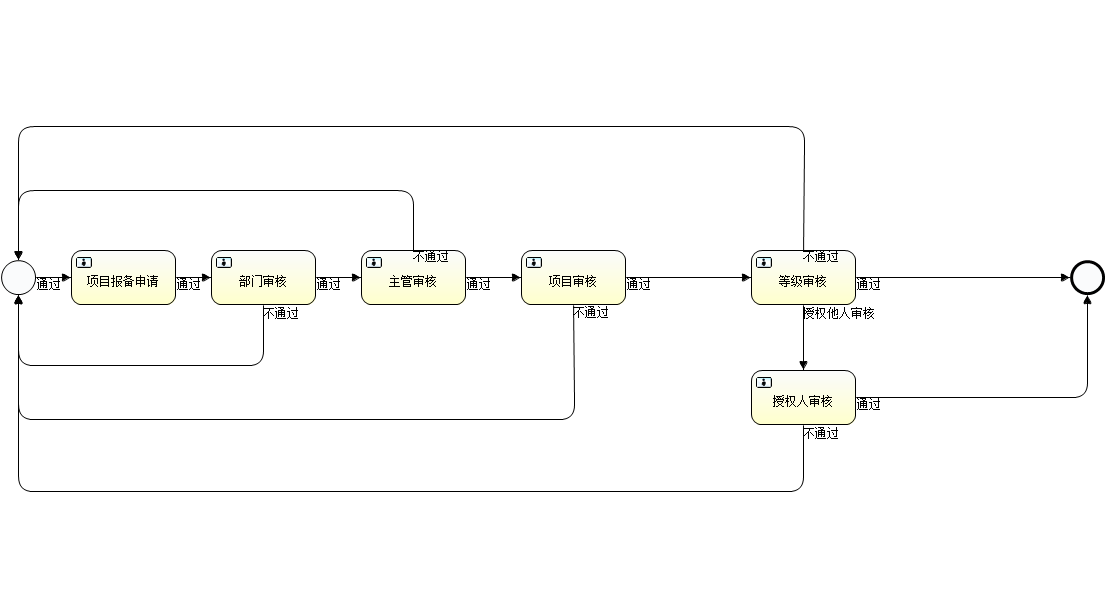 不通过
不通过
通过
项目报备申请
通过
部门审核
通过
主管审核
通过
项目审核
通过
等级审核
通过
不通过
不通过
授权他人审核
授权人审核
通过
不通过